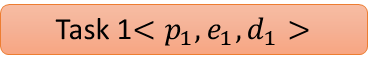 Task 1< p₁, e₁, d₁ >